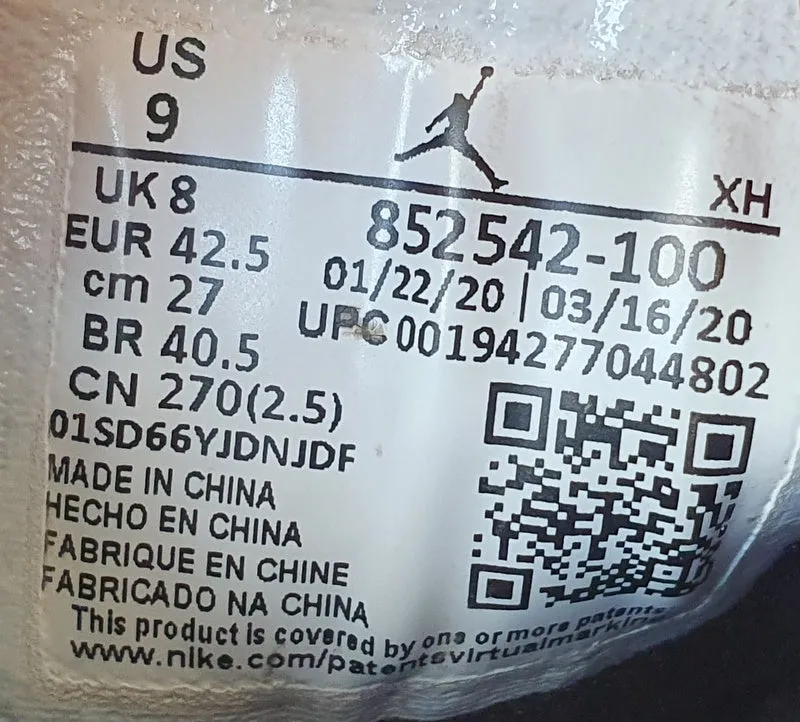 US
9
XH
UK 8
EUR 42.5
cm 27
BR 40.5
CN 270(2.5)
01SD66YJDNJDF
852542-100
01/22/20 | 03/16/20
UPC 00194277044802
MADE IN CHINA
HECHO EN CHINA
FABRIQUE EN CHINE
FABRICADO NA CHINA
This product is covered by one or more patents
www.nike.com/patentsvirtualmarkin